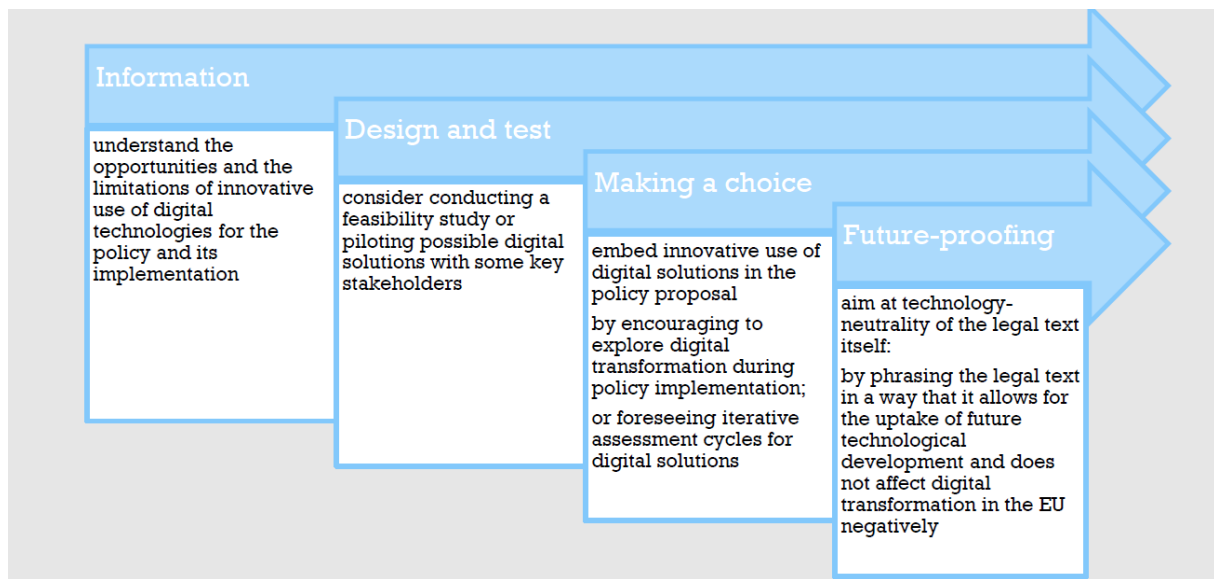 Information
understand the
opportunities and the
limitations of innovative
use of digital
technologies for the
policy and its
implementation
Design and test
consider conducting a
feasibility study or
piloting possible digital
solutions with some key
stakeholders
Making a choice
embed innovative use of
digital solutions in the
policy proposal
by encouraging to
explore digital
transformation during
policy implementation;
or foreseeing iterative
assessment cycles for
digital solutions
Future-proofing
aim at technology-
neutrality of the legal text
itself:
by phrasing the legal text
in a way that it allows for
the uptake of future
technological
development and does
not affect digital
transformation in the EU
negatively